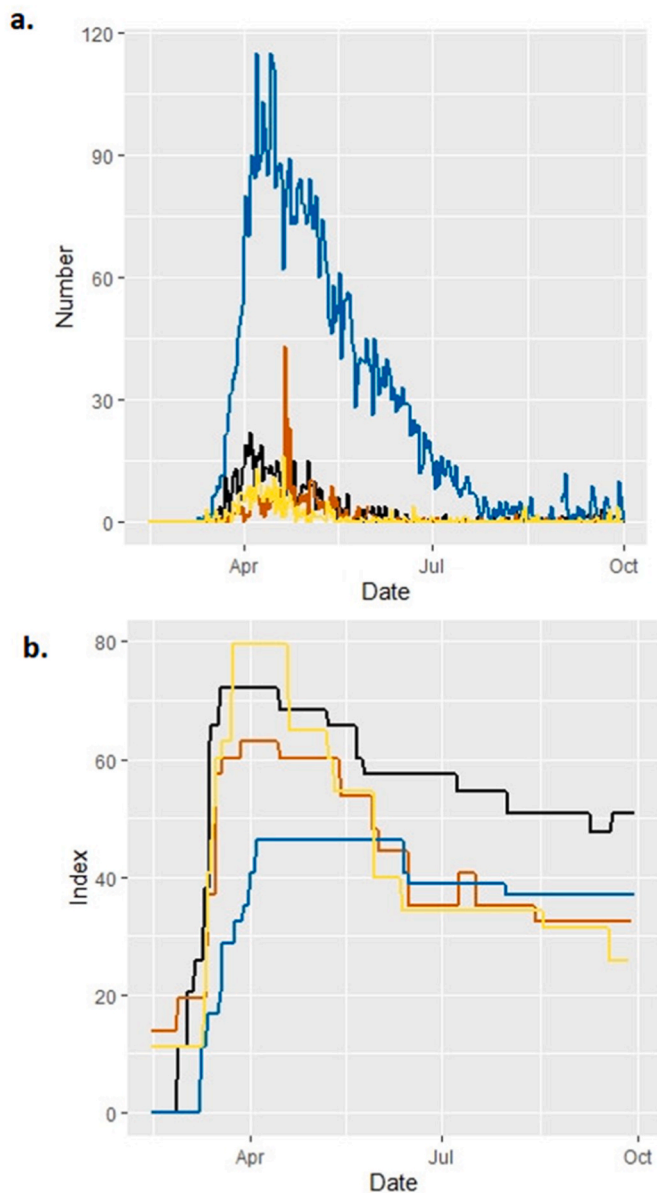 a.
120
90
60
30
0
Number
Apr
Jul
Oct
Date
b.
80
60
40
20
0
Index
Apr
Jul
Oct
Date